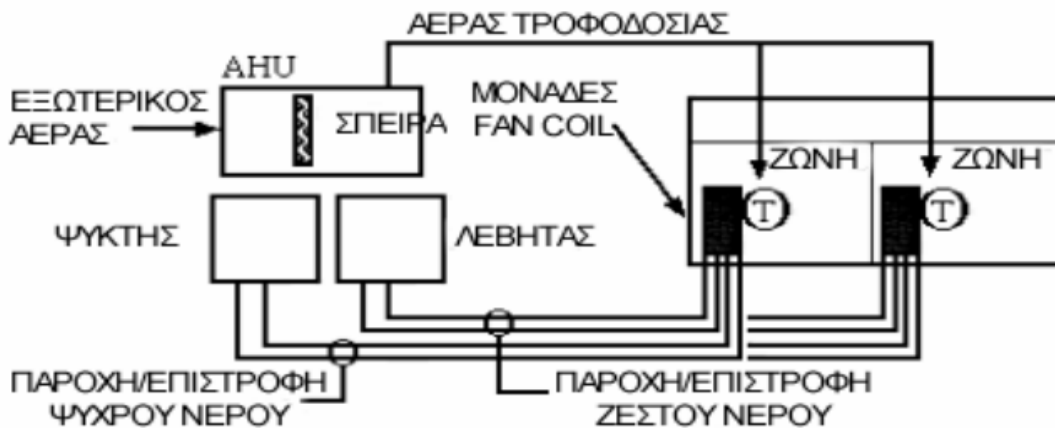 ΑΕΡΑΣ ΤΡΟΦΟΔΟΣΙΑΣ
AHU
ΕΞΩΤΕΡΙΚΟΣ
ΑΕΡΑΣ
ΣΠΕΙΡΑ
ΜΟΝΑΔΕΣ
FAN COIL
ΖΩΝΗ
ΖΩΝΗ
T
T
ΨΥΚΤΗΣ
ΛΕΒΗΤΑΣ
ΠΑΡΟΧΗ/ΕΠΙΣΤΡΟΦΗ
ΨΥΧΡΟΥ ΝΕΡΟΥ
ΠΑΡΟΧΗ/ΕΠΙΣΤΡΟΦΗ
ΖΕΣΤΟΥ ΝΕΡΟΥ